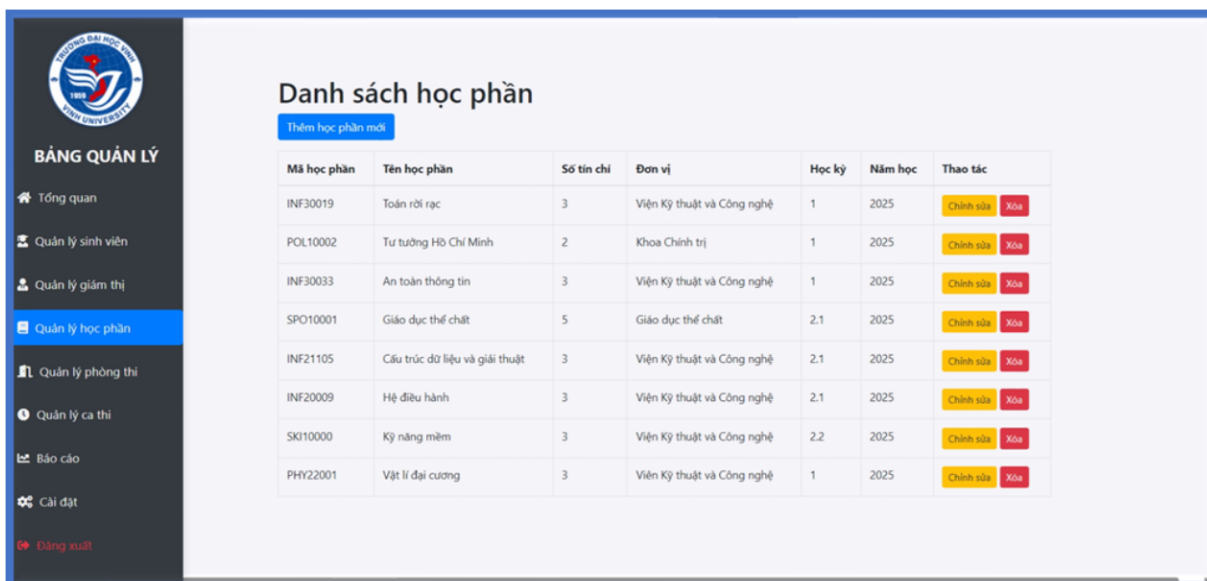 TRƯỜNG ĐẠI HỌC VINH
1959
VINH UNIVERSITY
BẢNG QUẢN LÝ
Tổng quan
Quản lý sinh viên
Quản lý giám thị
Quản lý học phần
Quản lý phòng thi
Quản lý ca thi
Báo cáo
Cài đặt
Đăng xuất
Danh sách học phần
Thêm học phần mới
Mã học phần Tên học phần Số tín chỉ Đơn vị Học kỳ Năm học Thao tác
INF30019 Toán rời rạc 3 Viện Kỹ thuật và Công nghệ 1 2025 Chỉnh sửa Xóa
POL10002 Tư tưởng Hồ Chí Minh 2 Khoa Chính trị 1 2025 Chỉnh sửa Xóa
INF30033 An toàn thông tin 3 Viện Kỹ thuật và Công nghệ 1 2025 Chỉnh sửa Xóa
SPO10001 Giáo dục thể chất 5 Giáo dục thể chất 2.1 2025 Chỉnh sửa Xóa
INF21105 Cấu trúc dữ liệu và giải thuật 3 Viện Kỹ thuật và Công nghệ 2.1 2025 Chỉnh sửa Xóa
INF20009 Hệ điều hành 3 Viện Kỹ thuật và Công nghệ 2.1 2025 Chỉnh sửa Xóa
SKI10000 Kỹ năng mềm 3 Viện Kỹ thuật và Công nghệ 2.2 2025 Chỉnh sửa Xóa
PHY22001 Vật lí đại cương 3 Viện Kỹ thuật và Công nghệ 1 2025 Chỉnh sửa Xóa